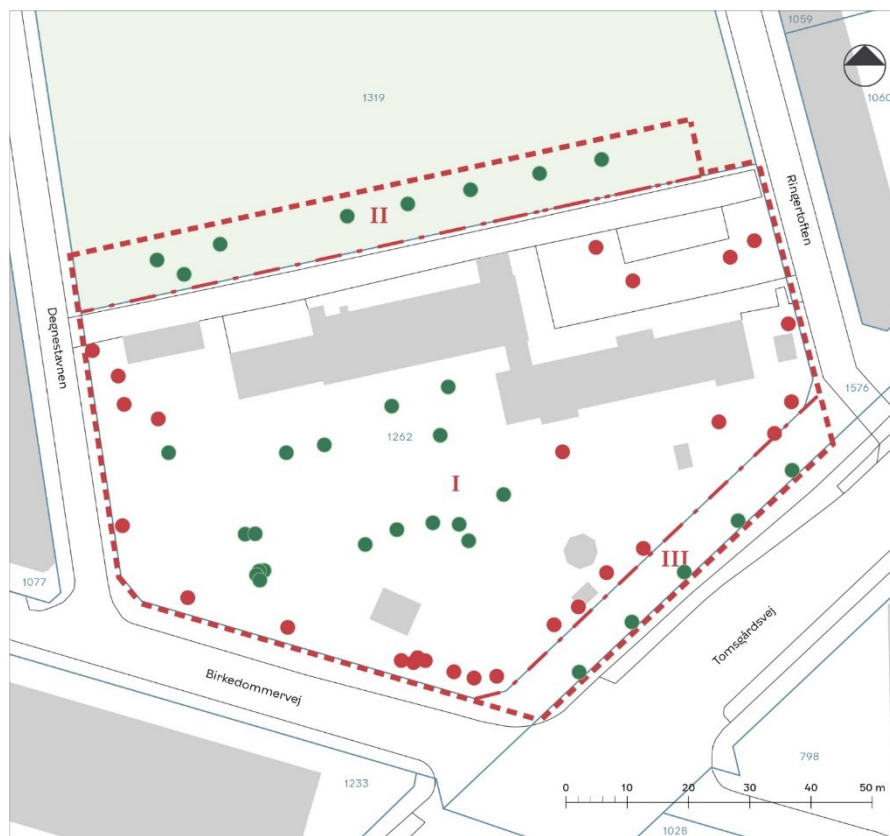 1059
1319
1060
Ringertoften
II
Degnestavnen
1576
1262
I
III
1077
Tomsgårdsvej
Birkedommervej
798
1233
0 10 20 30 40 50 m
1028